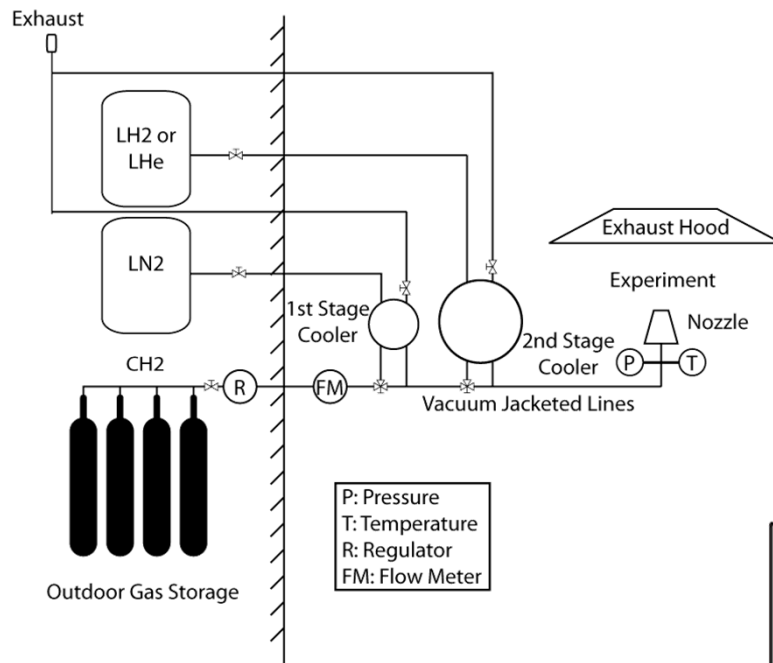 Exhaust
LH2 or
LHe
LN2
1st Stage
Cooler
Exhaust Hood
Experiment
Nozzle
2nd Stage
Cooler
P
T
CH2
R
FM
Vacuum Jacketed Lines
P: Pressure
T: Temperature
R: Regulator
FM: Flow Meter
Outdoor Gas Storage